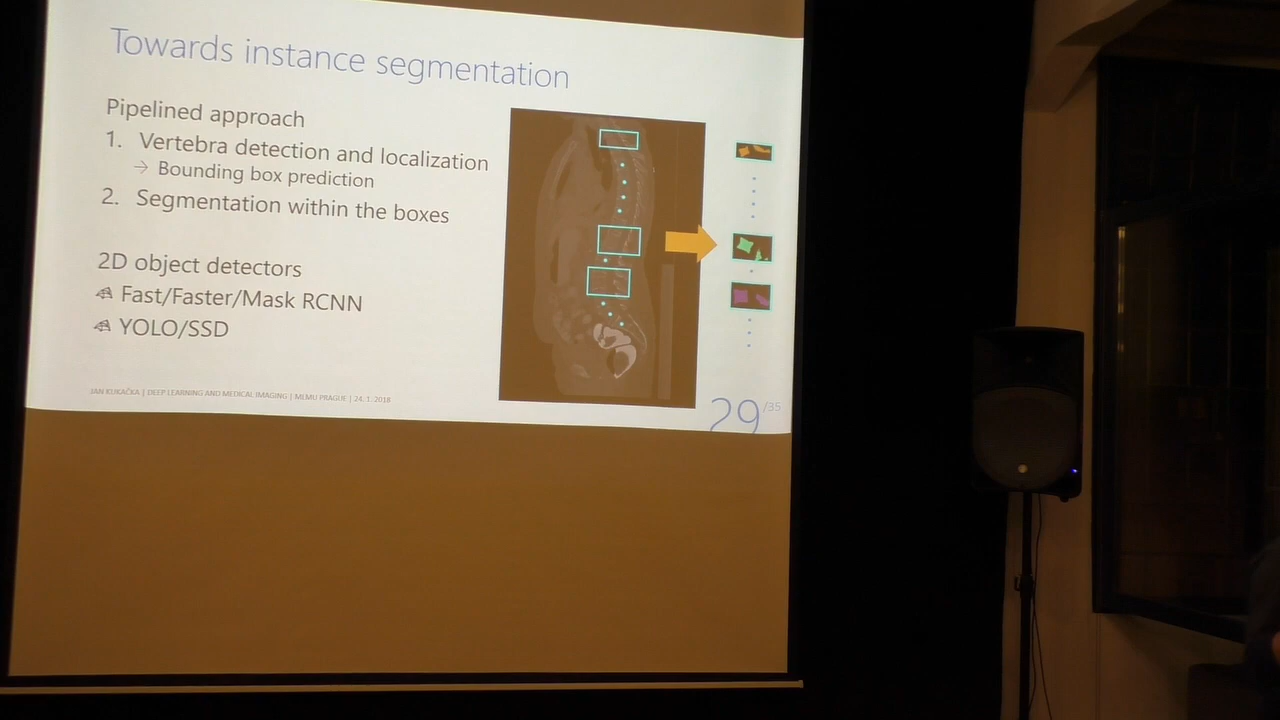 Towards instance segmentation
Pipelined approach
1. Vertebra detection and localization
→ Bounding box prediction
2. Segmentation within the boxes
2D object detectors
Fast/Faster/Mask RCNN
YOLO/SSD
JAN KUKAČKA | DEEP LEARNING AND MEDICAL IMAGING | MLMU PRAGUE | 24. 1. 2018
29/35